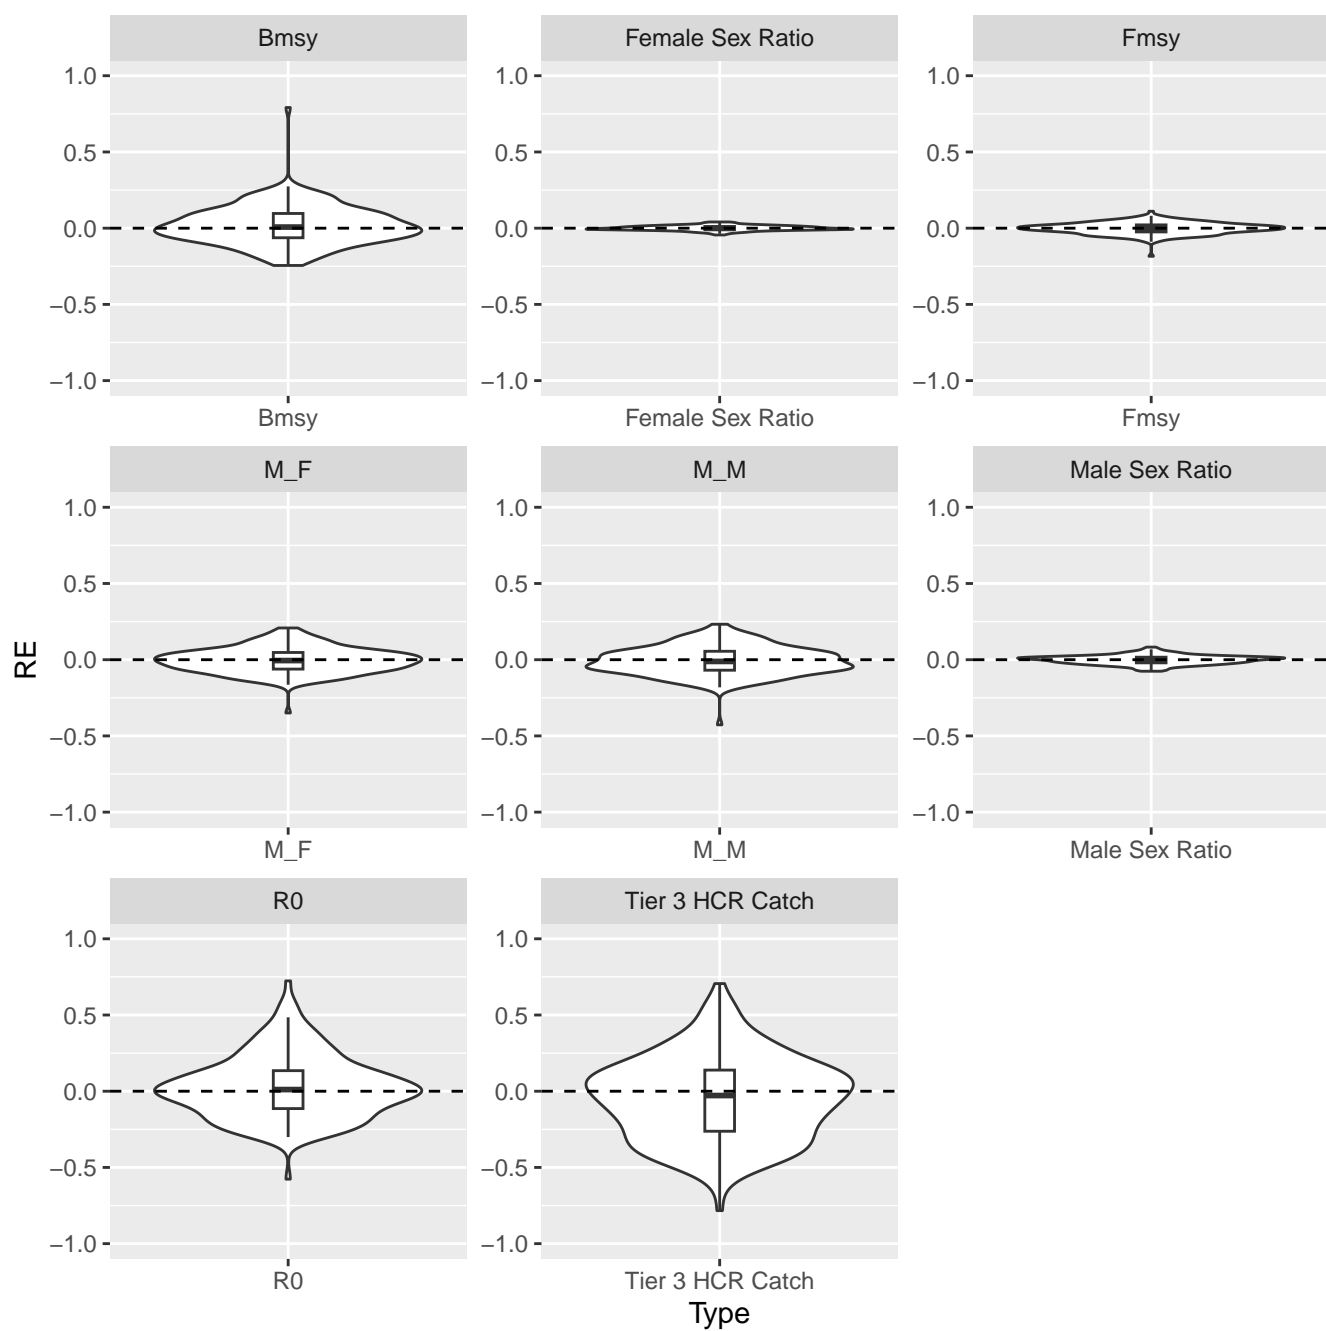 Bmsy Female Sex Ratio Fmsy
1.0 1.0 1.0
0.5 0.5 0.5
0.0 0.0 0.0
−0.5 −0.5 −0.5
−1.0 −1.0 −1.0
Bmsy Female Sex Ratio Fmsy
M_F M_M Male Sex Ratio
1.0 1.0 1.0
0.5 0.5 0.5
0.0 0.0 0.0
−0.5 −0.5 −0.5
−1.0 −1.0 −1.0
M_F M_M Male Sex Ratio
RE
R0 Tier 3 HCR Catch
1.0 1.0
0.5 0.5
0.0 0.0
−0.5 −0.5
−1.0 −1.0
R0 Tier 3 HCR Catch
Type